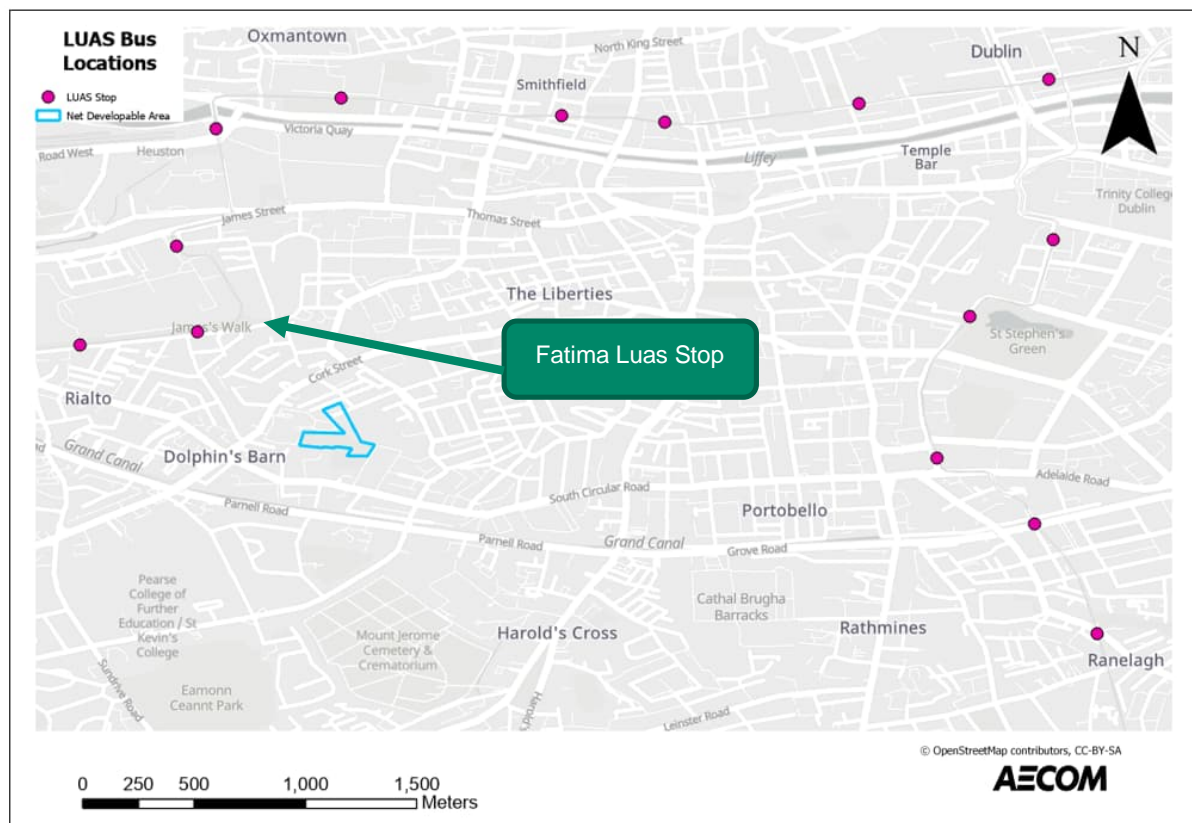 LUAS Bus
Locations
LUAS Stop
Net Developable Area
Oxmantown
North King Street
Dublin
N
Smithfield
Victoria Quay
Road West
Heuston
Liffey
Temple
Bar
Trinity College
Dublin
James Street
Thomas Street
The Liberties
James's Walk
Fatima Luas Stop
St Stephen's
Green
Cork Street
Rialto
Grand Canal
Dolphin's Barn
South Circular Road
Adelaide Road
Parnell Road
Portobello
Parnell Road
Grand Canal
Grove Road
Pearse
College of
Further
Education / St
Kevin's
College
Cathal Brugha
Barracks
Mount Jerome
Cemetery &
Crematorium
Harold's Cross
Rathmines
Ranelagh
Sundrive Road
Eamonn
Ceannt Park
Harold's
Leinster Road
© OpenStreetMap contributors, CC-BY-SA
AECOM
0 250 500 1,000 1,500
Meters